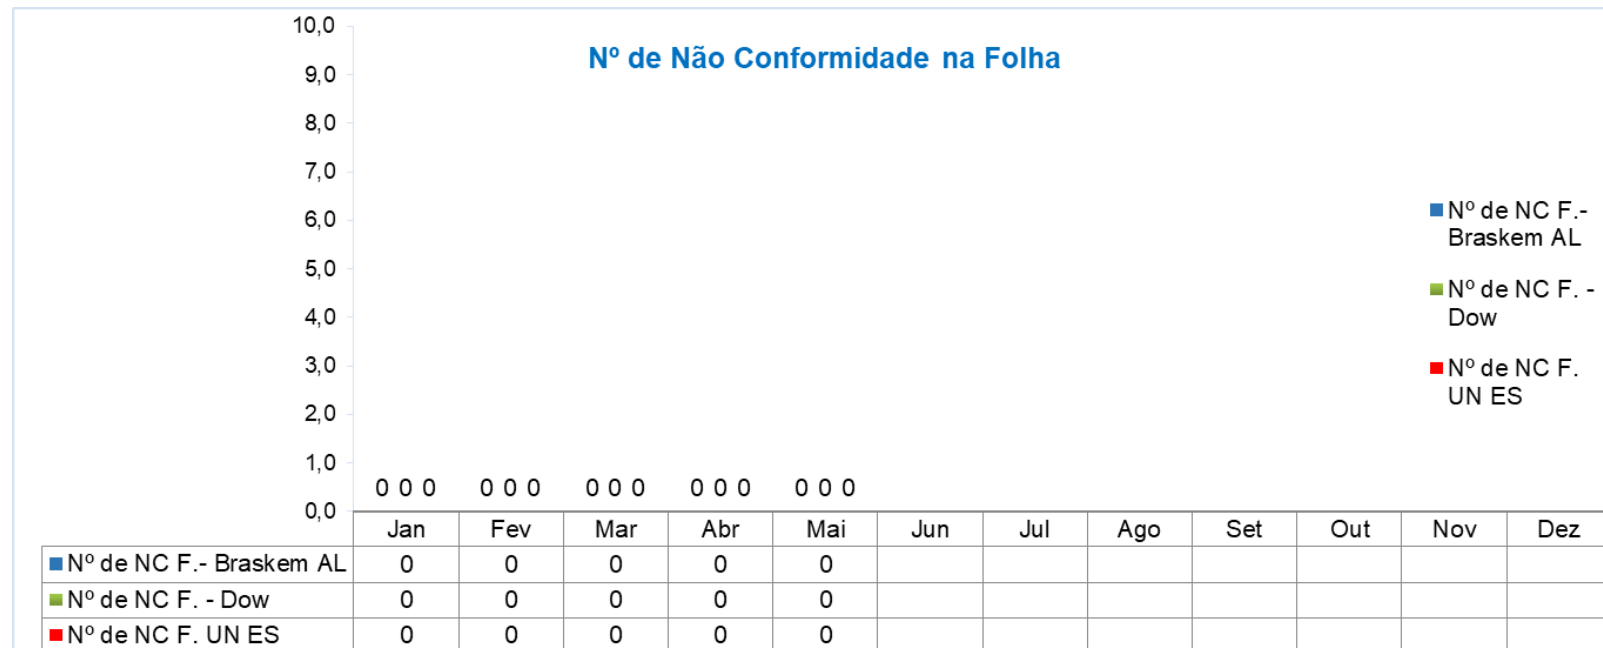 Nº de Não Conformidade na Folha
10,0
9,0
8,0
7,0
6,0
5,0
4,0
3,0
2,0
1,0
0,0
0 0 0 0 0 0 0 0 0 0 0 0 0 0 0
Nº de NC F.-
Braskem AL
Nº de NC F. -
Dow
Nº de NC F.
UN ES
Jan Fev Mar Abr Mai Jun Jul Ago Set Out Nov Dez
Nº de NC F.- Braskem AL 0 0 0 0 0
Nº de NC F. - Dow 0 0 0 0 0
Nº de NC F. UN ES 0 0 0 0 0